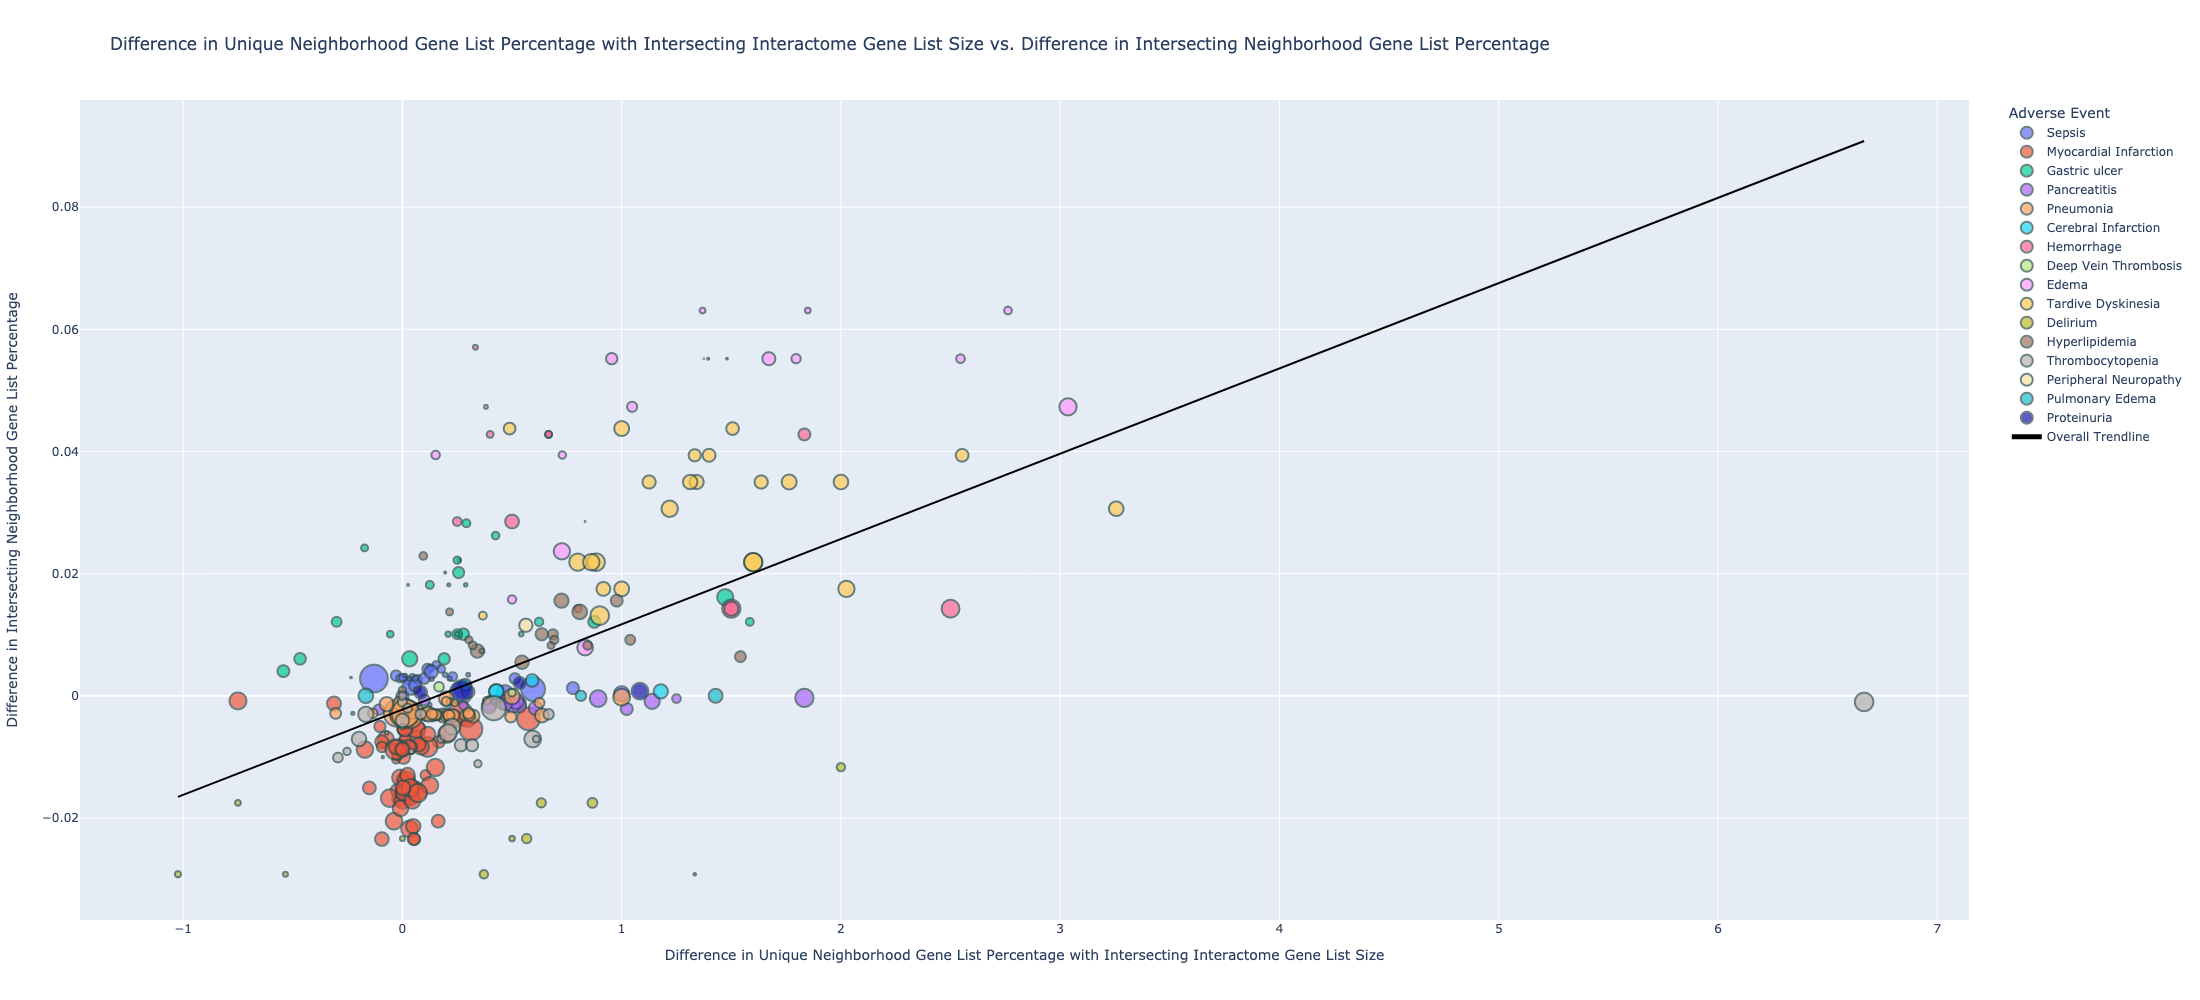 Difference in Unique Neighborhood Gene List Percentage with Intersecting Interactome Gene List Size vs. Difference in Intersecting Neighborhood Gene List Percentage
Difference in Intersecting Neighborhood Gene List Percentage
0.08
0.06
0.04
0.02
0
−0.02
−1
0
1
2
3
4
5
6
7
Difference in Unique Neighborhood Gene List Percentage with Intersecting Interactome Gene List Size
Adverse Event
Sepsis
Myocardial Infarction
Gastric ulcer
Pancreatitis
Pneumonia
Cerebral Infarction
Hemorrhage
Deep Vein Thrombosis
Edema
Tardive Dyskinesia
Delirium
Hyperlipidemia
Thrombocytopenia
Peripheral Neuropathy
Pulmonary Edema
Proteinuria
Overall Trendline